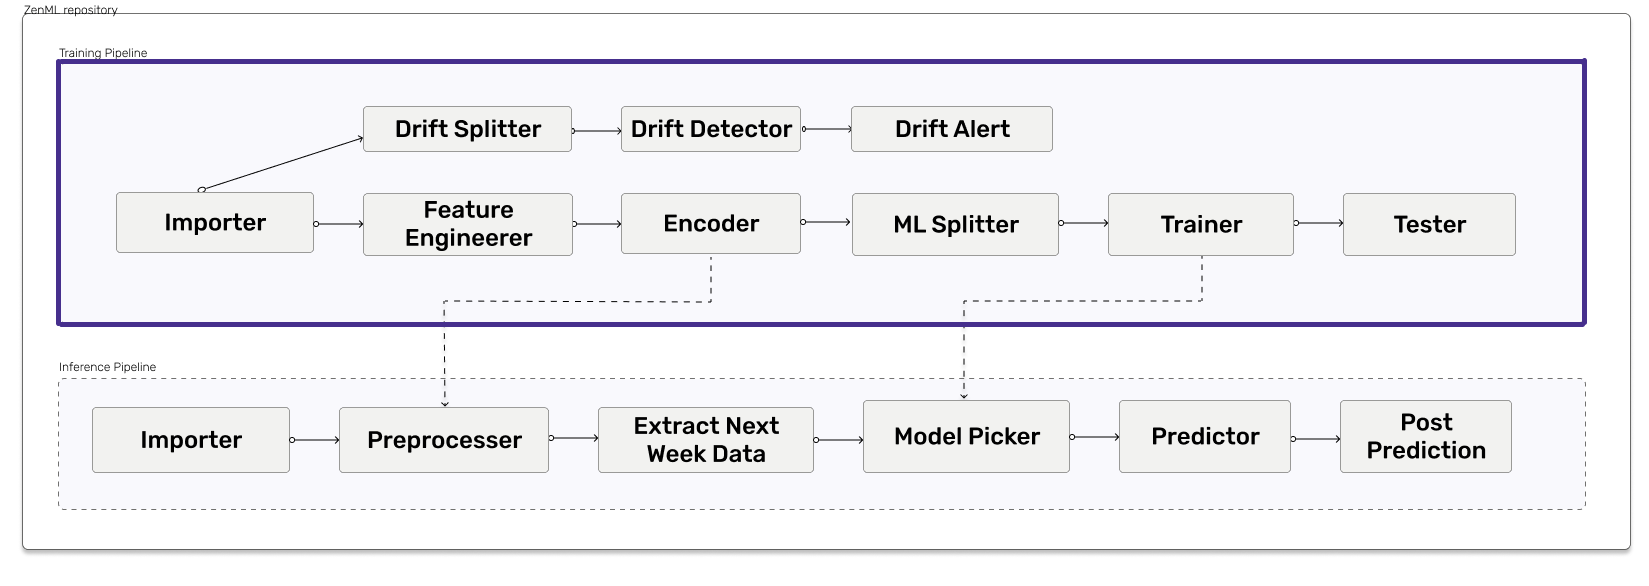 ZenML repository
Training Pipeline
Drift Splitter
Drift Detector
Drift Alert
Importer
Feature
Engineerer
Encoder
ML Splitter
Trainer
Tester
Inference Pipeline
Importer
Preprocesser
Extract Next
Week Data
Model Picker
Predictor
Post
Prediction